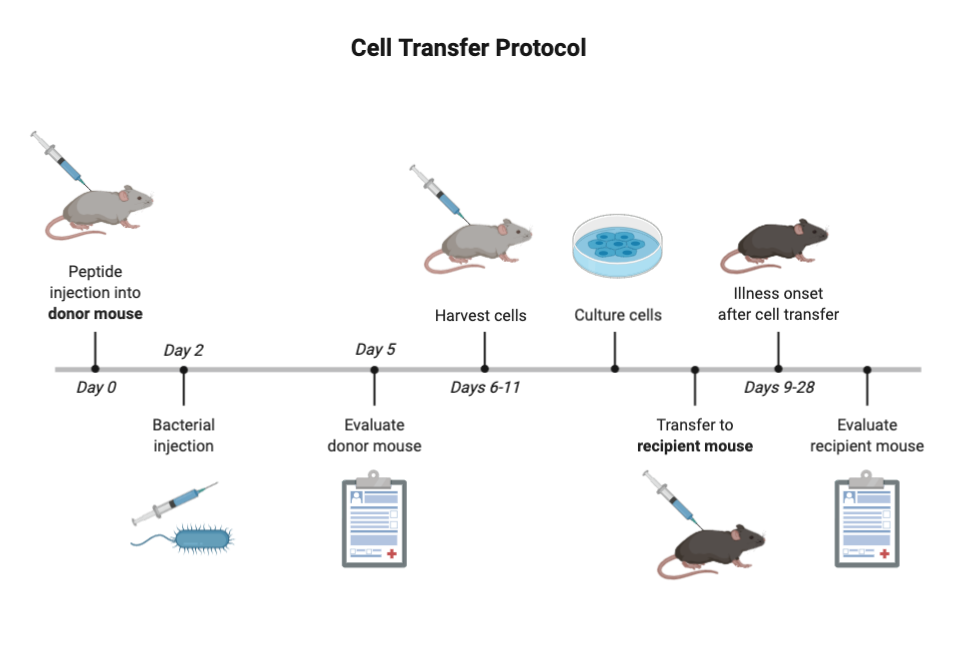 Cell Transfer Protocol
Peptide
injection into
donor mouse
Day 0
Day 2
Bacterial
injection
Day 5
Evaluate
donor mouse
Harvest cells
Days 6-11
Culture cells
Transfer to
recipient mouse
Illness onset
after cell transfer
Days 9-28
Evaluate
recipient mouse